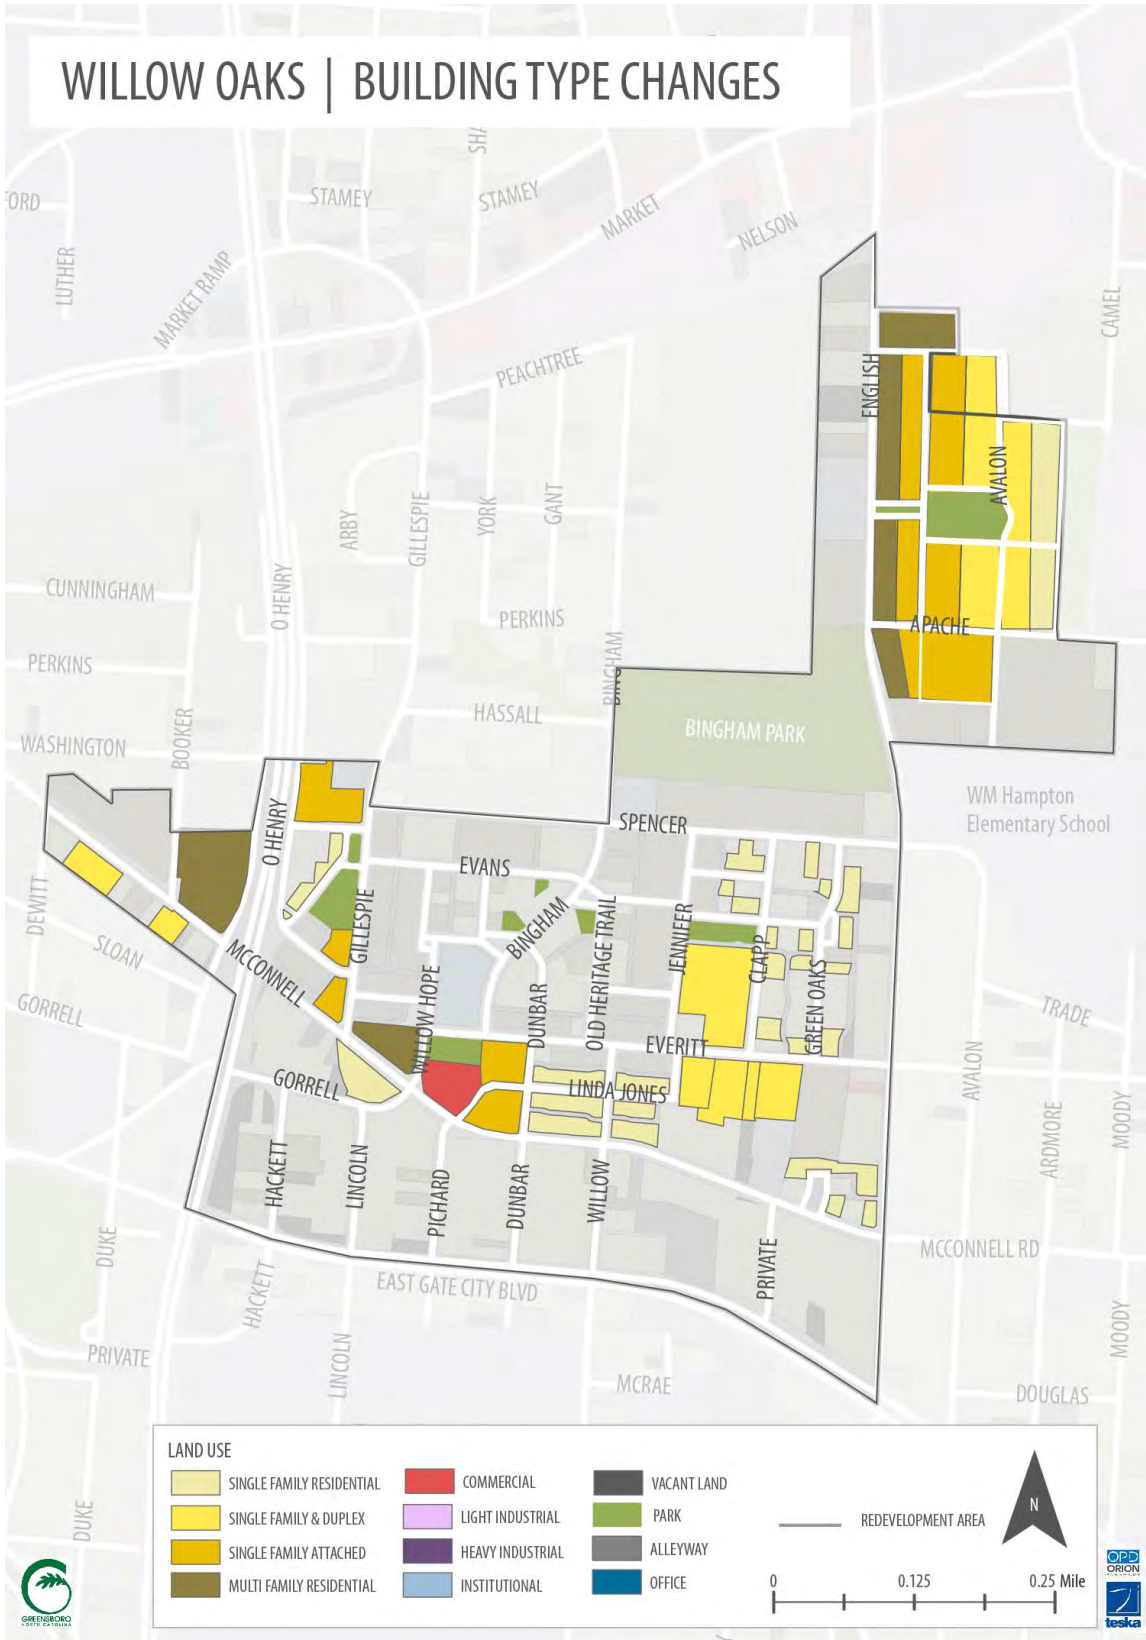 WILLOW OAKS | BUILDING TYPE CHANGES
STAMEY
STAMEY
MARKET
NELSON
LUTHER
MARKET RAMP
CAMEL
PEACHTREE
ENGLISH
AVALON
ARBY
GILLESPIE
YORK
GANT
O HENRY
CUNNINGHAM
PERKINS
APACHE
PERKINS
BINGHAM
HASSALL
BOOKER
WASHINGTON
BINGHAM PARK
WM Hampton
Elementary School
O HENRY
SPENCER
EVANS
DEWITT
SLOAN
GILLESPIE
BINGHAM
OLD HERITAGE TRAIL
JENNIFER
CLAPP
GREEN OAKS
MCCONNELL
WILLOW HOPE
DUNBAR
GORRELL
TRADE
EVERITT
GORRELL
LINDA JONES
AVALON
ARDMORE
MOODY
HACKETT
LINCOLN
PICHARD
DUNBAR
WILLOW
PRIVATE
DUKE
MCCONNELL RD
HACKETT
EAST GATE CITY BLVD
LINCOLN
PRIVATE
MCRAE
MOODY
DOUGLAS
DUKE
LAND USE
SINGLE FAMILY RESIDENTIAL
SINGLE FAMILY & DUPLEX
SINGLE FAMILY ATTACHED
MULTI FAMILY RESIDENTIAL
COMMERCIAL
LIGHT INDUSTRIAL
HEAVY INDUSTRIAL
INSTITUTIONAL
VACANT LAND
PARK
ALLEYWAY
OFFICE
REDEVELOPMENT AREA
N
0 0.125 0.25 Mile
GREENSBORO
NORTH CAROLINA
OPD
ORION
teska